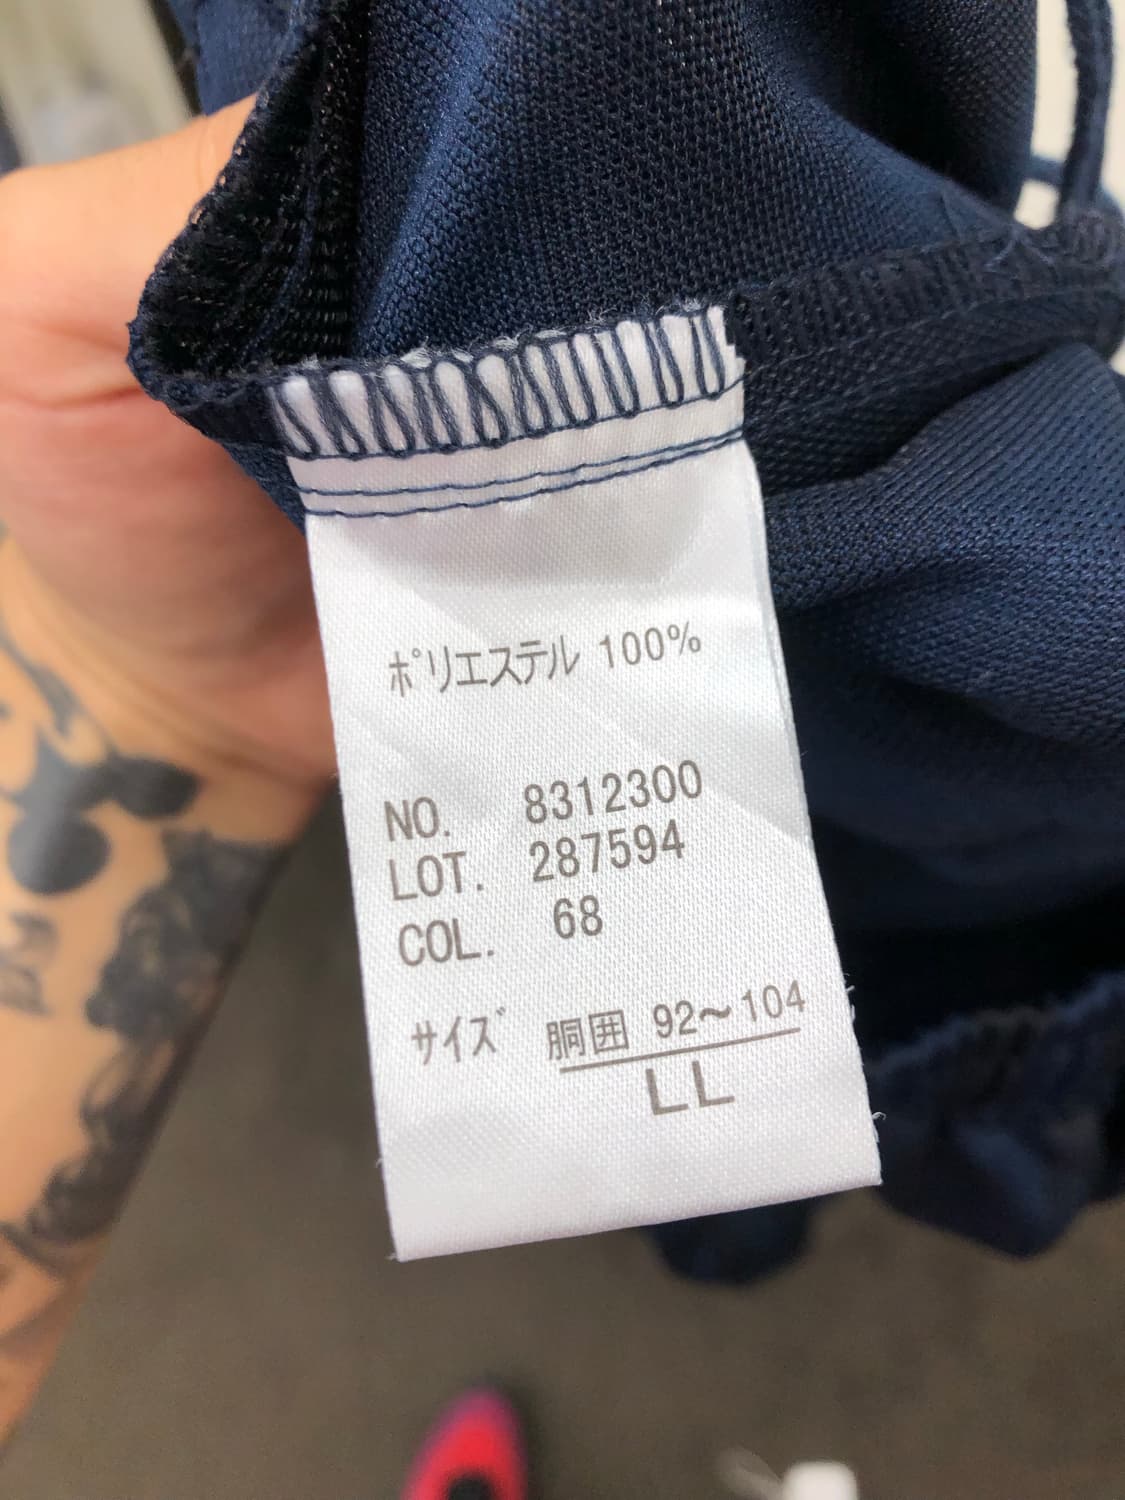 ポリエステル 100%
NO. 8312300
LOT. 287594
COL. 68
サイズ 胴囲 92〜104
LL